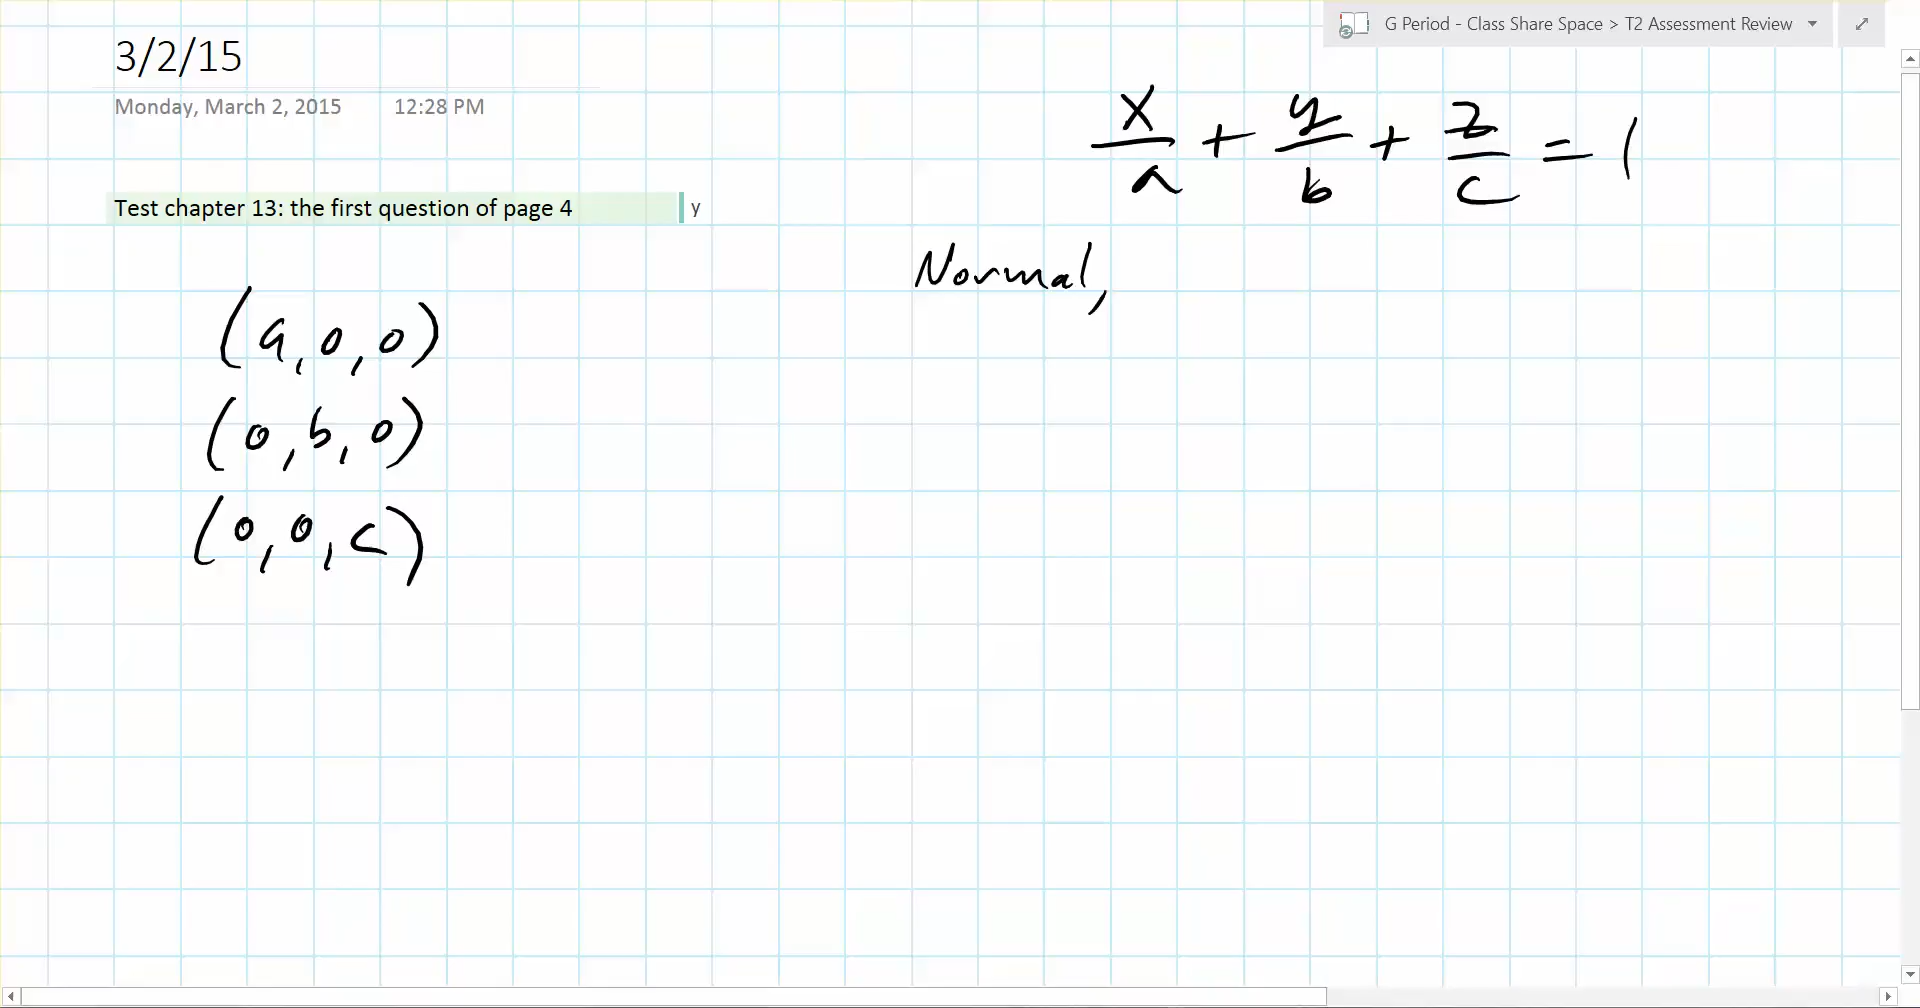 G Period - Class Share Space > T2 Assessment Review
3/2/15
Monday, March 2, 2015 12:28 PM
x/a + y/b + z/c = 1
Test chapter 13: the first question of page 4 y
Normal,
(a, 0, 0)
(0, b, 0)
(0, 0, c)